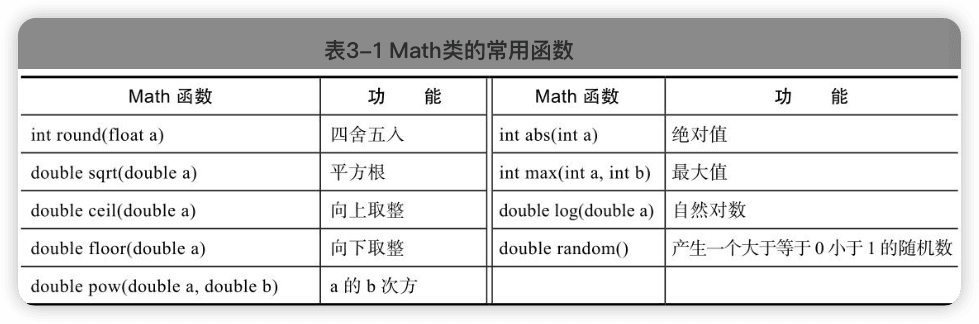 表3-1 Math类的常用函数
Math 函数 功 能 Math 函数 功 能
int round(float a) 四舍五入 int abs(int a) 绝对值
double sqrt(double a) 平方根 int max(int a, int b) 最大值
double ceil(double a) 向上取整 double log(double a) 自然对数
double floor(double a) 向下取整 double random() 产生一个大于等于 0 小于 1 的随机数
double pow(double a, double b) a 的 b 次方